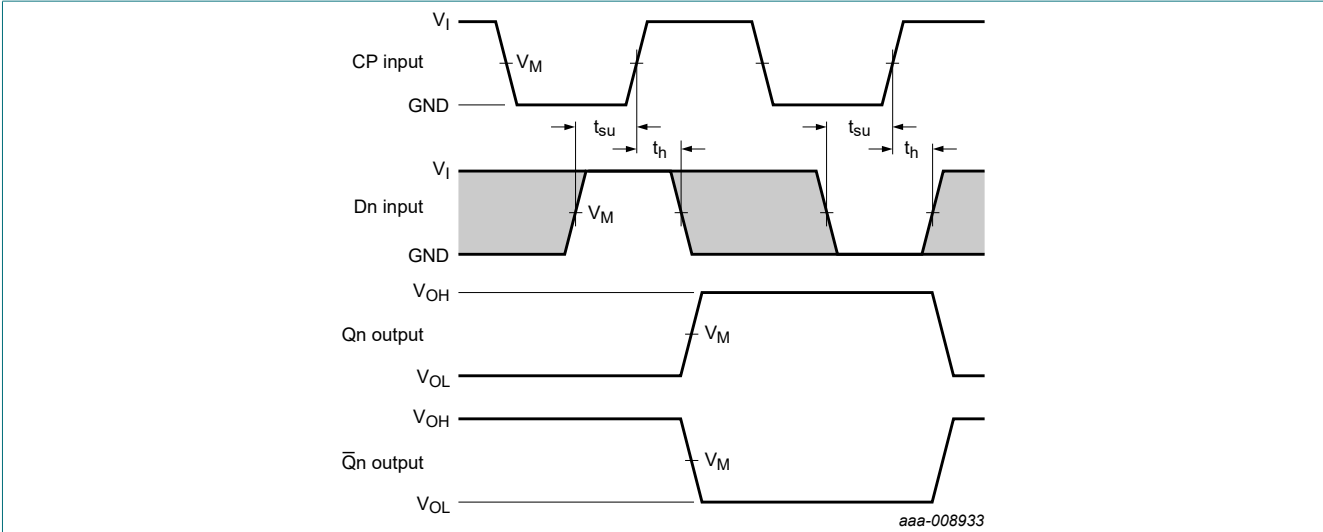 V_I
CP input
V_M
GND
t_su
t_su
t_h
t_h
V_I
Dn input
V_M
GND
V_OH
Qn output
V_M
V_OL
V_OH
Q̅n output
V_M
V_OL
aaa-008933